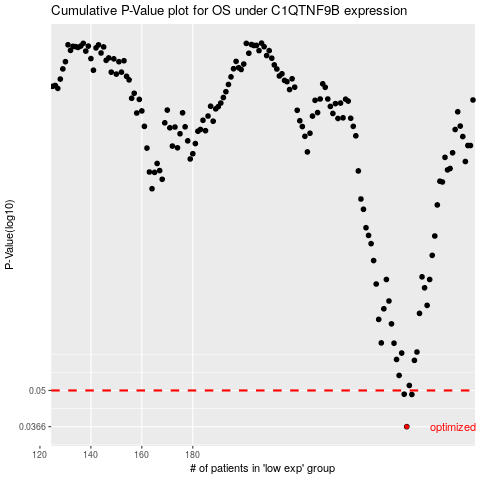 Cumulative P-Value plot for OS under C1QTNF9B expression
P-Value(log10)
0.05
0.0366
optimized
120 140 160 180
# of patients in 'low exp' group